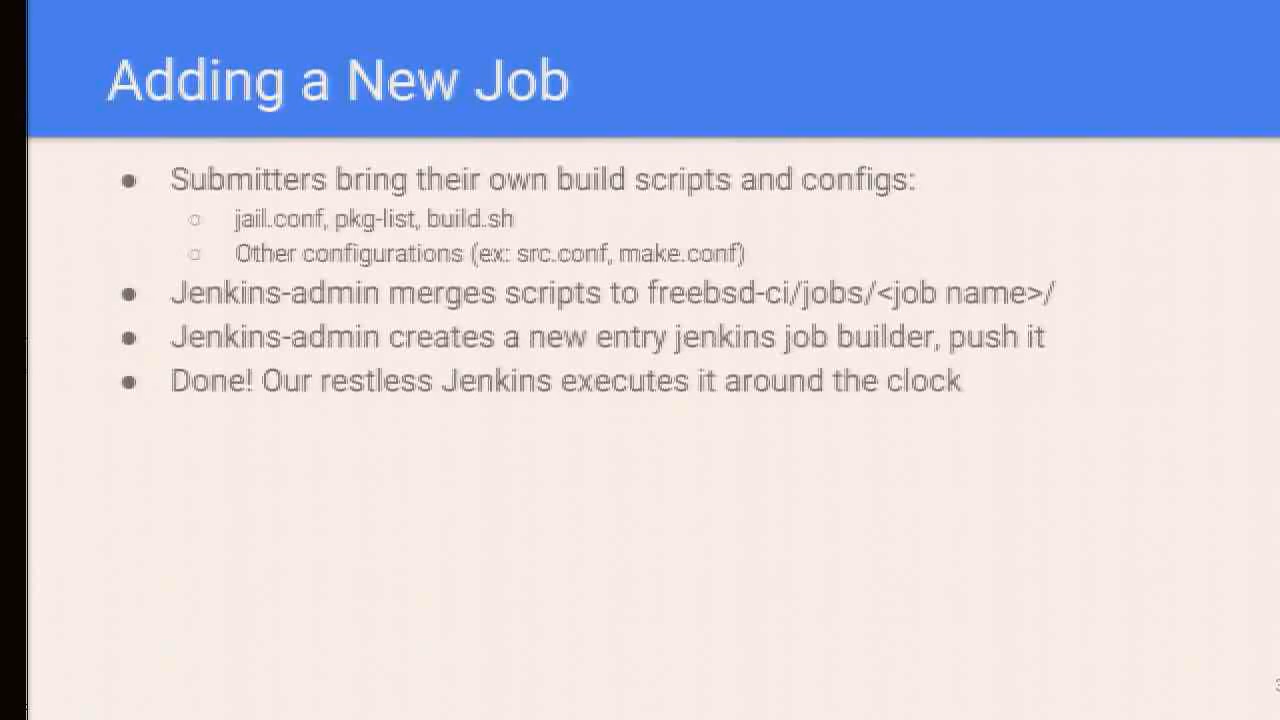 Adding a New Job
● Submitters bring their own build scripts and configs:
○ jail.conf, pkg-list, build.sh
○ Other configurations (ex: src.conf, make.conf)
● Jenkins-admin merges scripts to freebsd-ci/jobs/<job name>/
● Jenkins-admin creates a new entry jenkins job builder, push it
● Done! Our restless Jenkins executes it around the clock